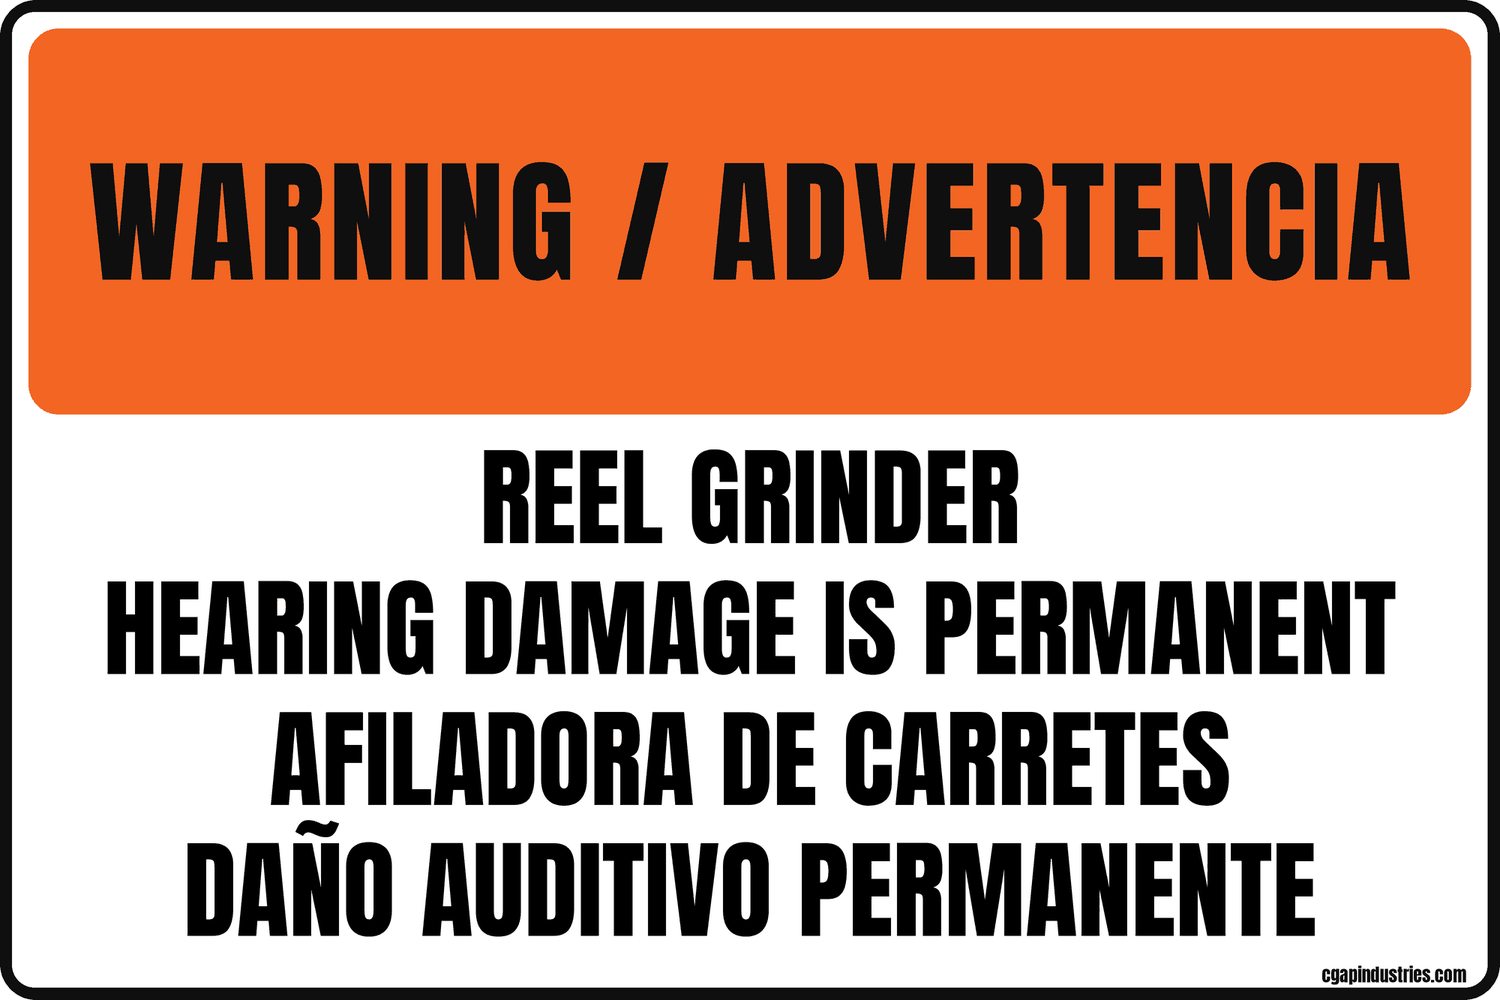 WARNING / ADVERTENCIA
REEL GRINDER
HEARING DAMAGE IS PERMANENT
AFILADORA DE CARRETES
DAÑO AUDITIVO PERMANENTE
cgapindustries.com